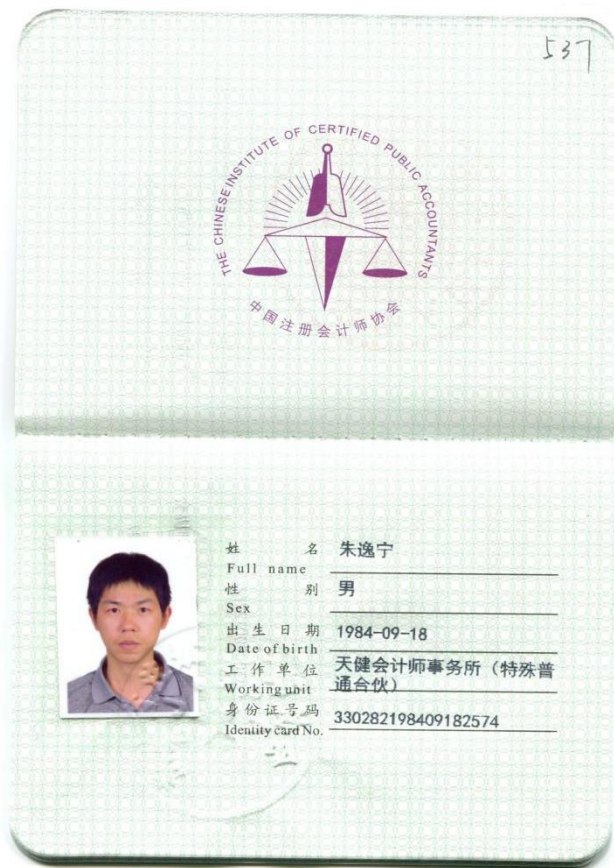 537
THE CHINESE INSTITUTE OF CERTIFIED PUBLIC ACCOUNTANTS
中国注册会计师协会
姓 名 朱逸宁
Full name
性 别 男
Sex
出生日期 1984-09-18
Date of birth
工作单位 天健会计师事务所（特殊普
Working unit 通合伙）
身份证号码 330282198409182574
Identity card No.